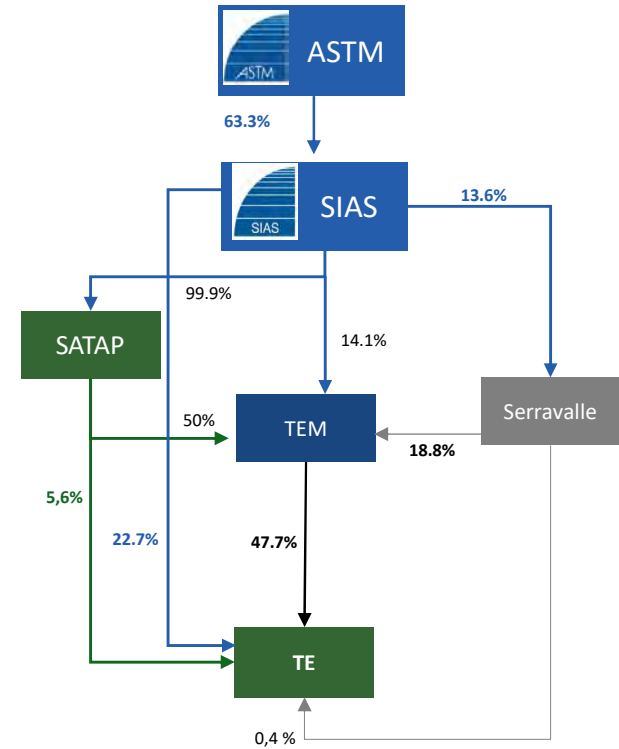 ASTM
ASTM
63.3%
SIAS
SIAS
13.6%
99.9%
SATAP
14.1%
Serravalle
50%
TEM
18.8%
5,6%
22.7%
47.7%
TE
0,4 %